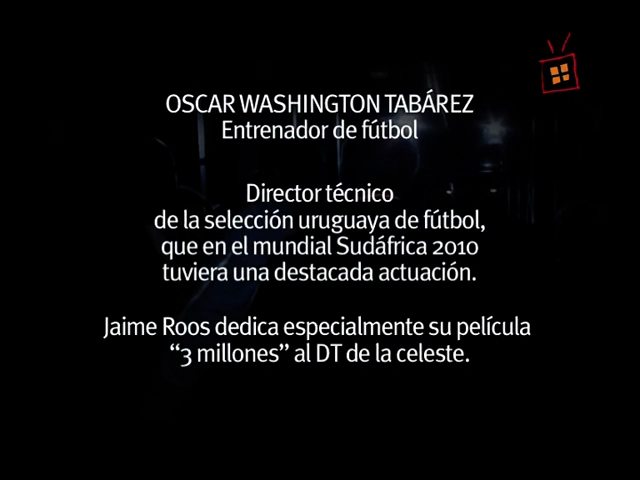 OSCAR WASHINGTON TABÁREZ
Entrenador de fútbol
Director técnico
de la selección uruguaya de fútbol,
que en el mundial Sudáfrica 2010
tuviera una destacada actuación.
Jaime Roos dedica especialmente su película
“3 millones” al DT de la celeste.